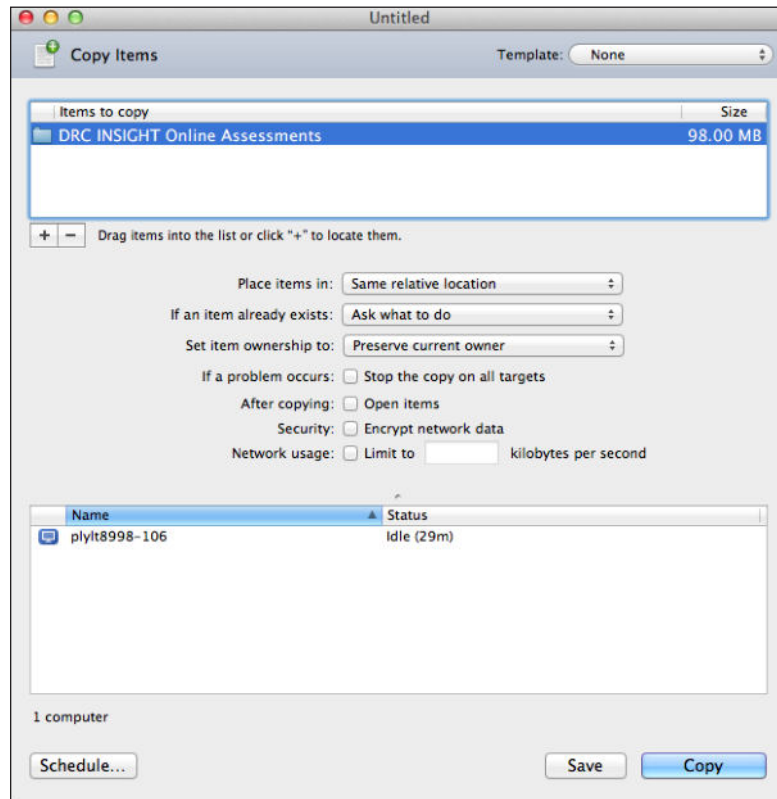 Untitled
Copy Items
Template: None
Items to copy Size
DRC INSIGHT Online Assessments 98.00 MB
+ − Drag items into the list or click "+" to locate them.
Place items in: Same relative location
If an item already exists: Ask what to do
Set item ownership to: Preserve current owner
If a problem occurs: Stop the copy on all targets
After copying: Open items
Security: Encrypt network data
Network usage: Limit to kilobytes per second
Name Status
plylt8998-106 Idle (29m)
1 computer
Schedule... Save Copy